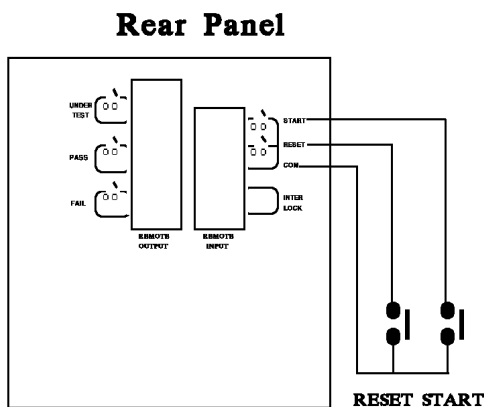 Rear Panel
UNDER
TEST
PASS
FAIL
START
RESET
COM
INTER
LOCK
REMOTE
OUTPUT
REMOTE
INPUT
RESET START